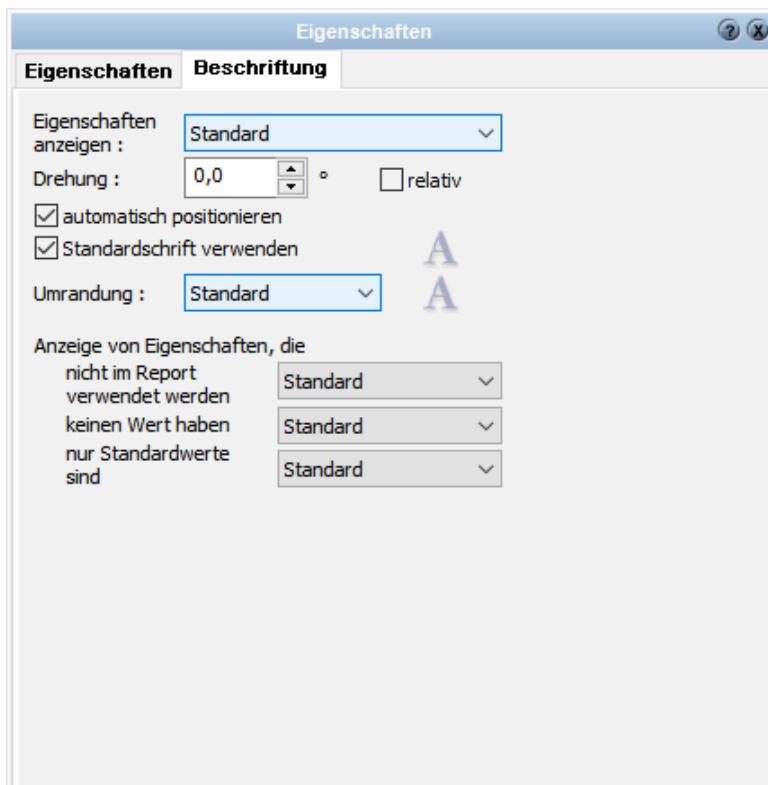 Eigenschaften
Eigenschaften Beschriftung
Eigenschaften
anzeigen :
Standard
Drehung : 0,0 ° relativ
automatisch positionieren
Standardschrift verwenden A
Umrandung : Standard A
Anzeige von Eigenschaften, die
nicht im Report
verwendet werden
Standard
keinen Wert haben Standard
nur Standardwerte
sind
Standard